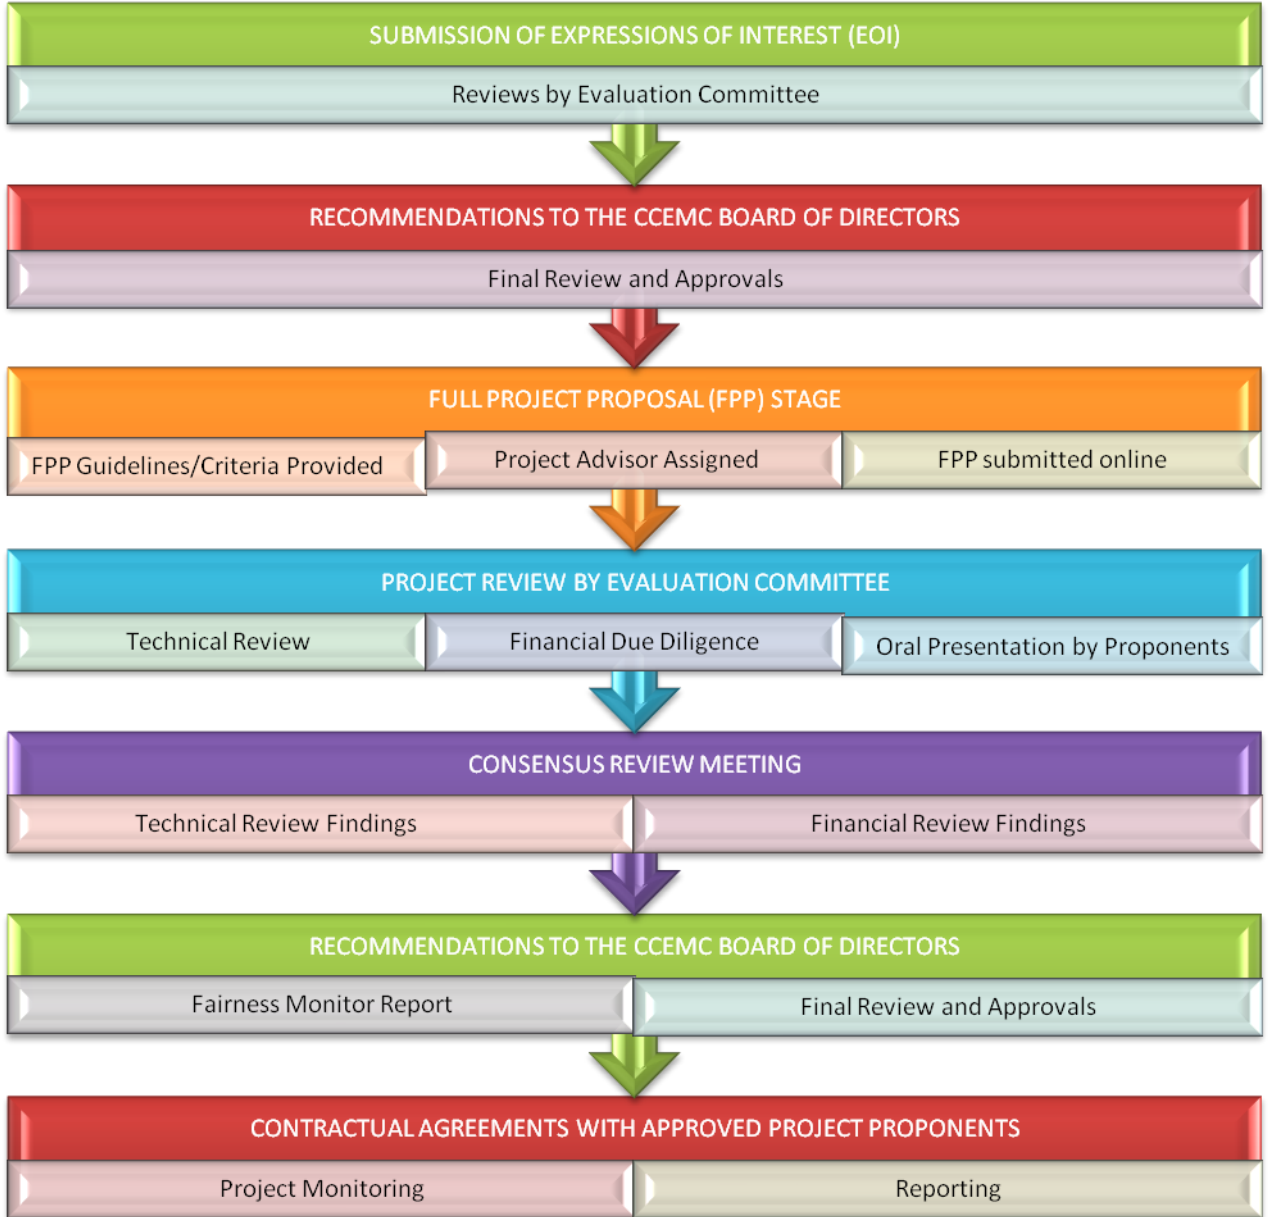 SUBMISSION OF EXPRESSIONS OF INTEREST (EOI)
Reviews by Evaluation Committee
RECOMMENDATIONS TO THE CCEMC BOARD OF DIRECTORS
Final Review and Approvals
FULL PROJECT PROPOSAL (FPP) STAGE
FPP Guidelines/Criteria Provided
Project Advisor Assigned
FPP submitted online
PROJECT REVIEW BY EVALUATION COMMITTEE
Technical Review
Financial Due Diligence
Oral Presentation by Proponents
CONSENSUS REVIEW MEETING
Technical Review Findings
Financial Review Findings
RECOMMENDATIONS TO THE CCEMC BOARD OF DIRECTORS
Fairness Monitor Report
Final Review and Approvals
CONTRACTUAL AGREEMENTS WITH APPROVED PROJECT PROPONENTS
Project Monitoring
Reporting